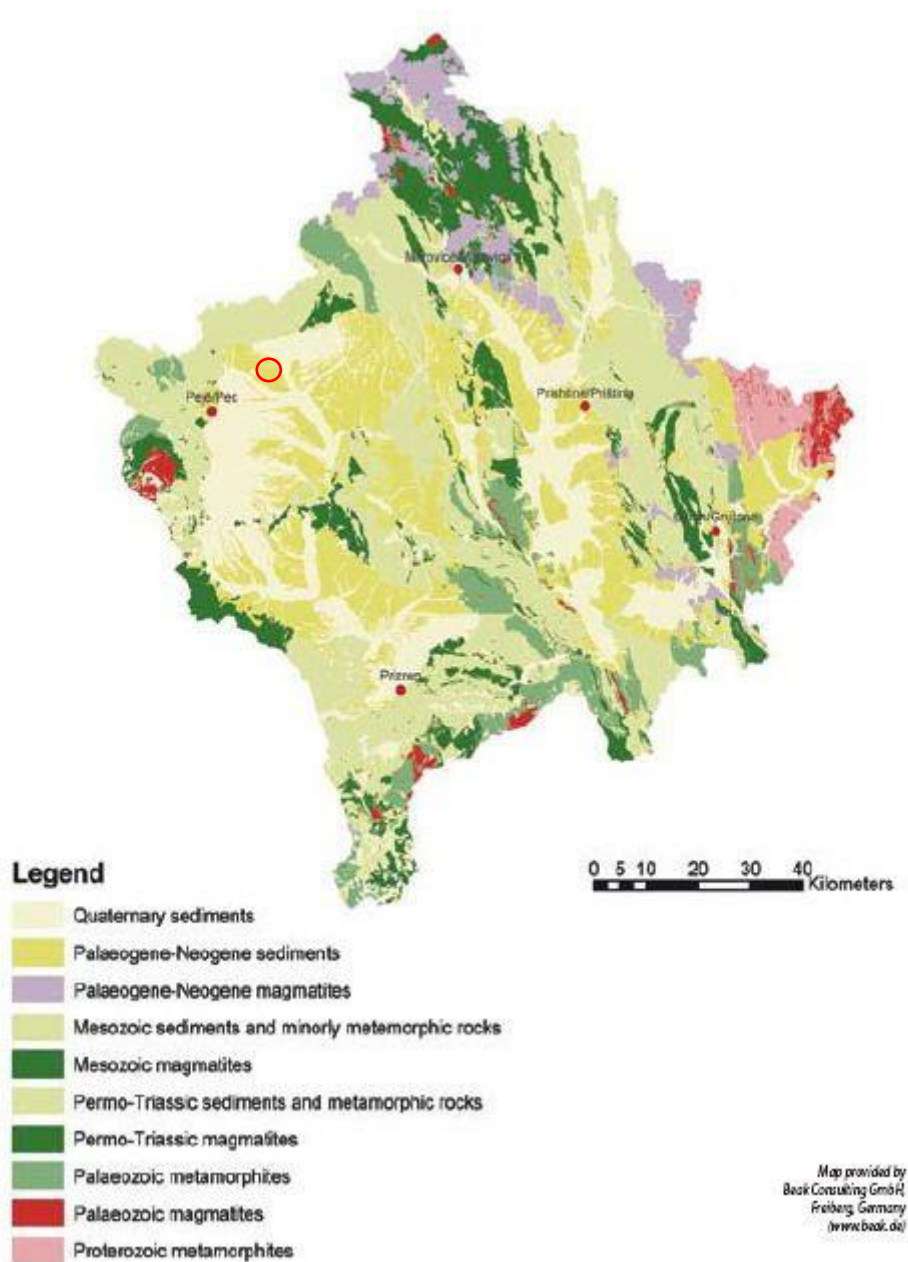 Pejë/Pec
Prishtinë/Priština
Prizren
Legend
0 5 10 20 30 40
Kilometers
Quaternary sediments
Palaeogene-Neogene sediments
Palaeogene-Neogene magmatites
Mesozoic sediments and minorly metemorphic rocks
Mesozoic magmatites
Permo-Triassic sediments and metamorphic rocks
Permo-Triassic magmatites
Palaeozoic metamorphites
Palaeozoic magmatites
Proterozoic metamorphites
Map provided by
Beak Consulting GmbH,
Freiberg, Germany
(www.beak.de)